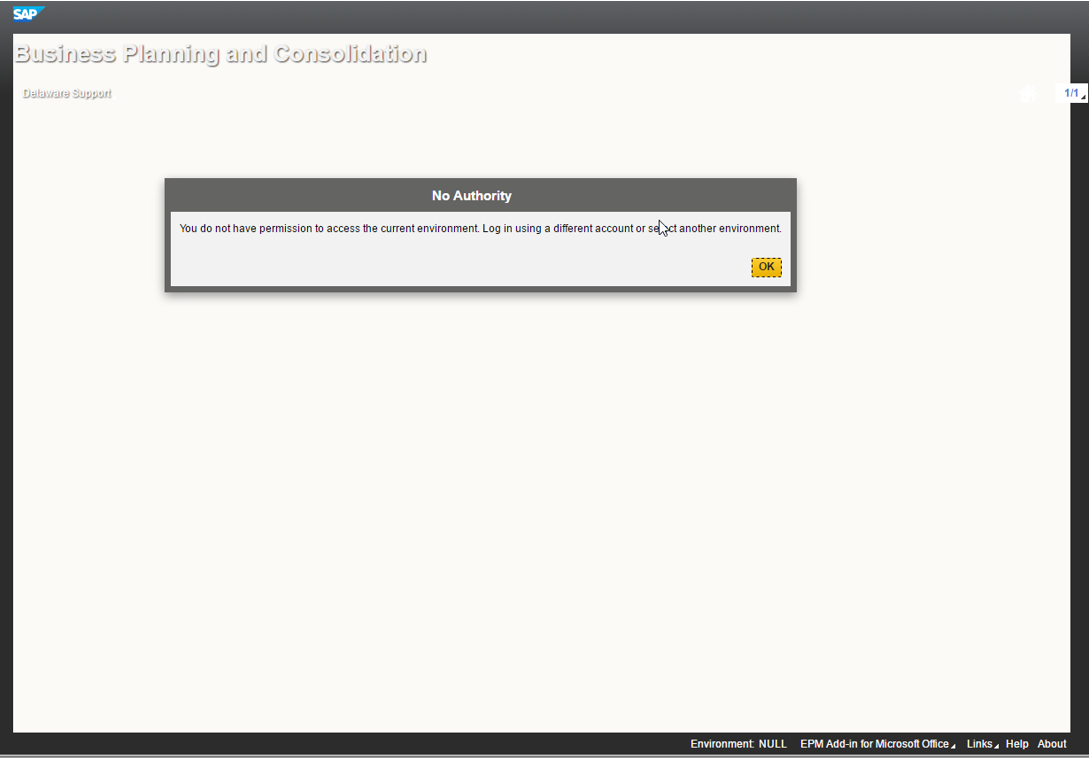 SAP
Business Planning and Consolidation
Delaware Support
1/1
No Authority
You do not have permission to access the current environment. Log in using a different account or select another environment.
OK
Environment: NULL EPM Add-in for Microsoft Office Links Help About